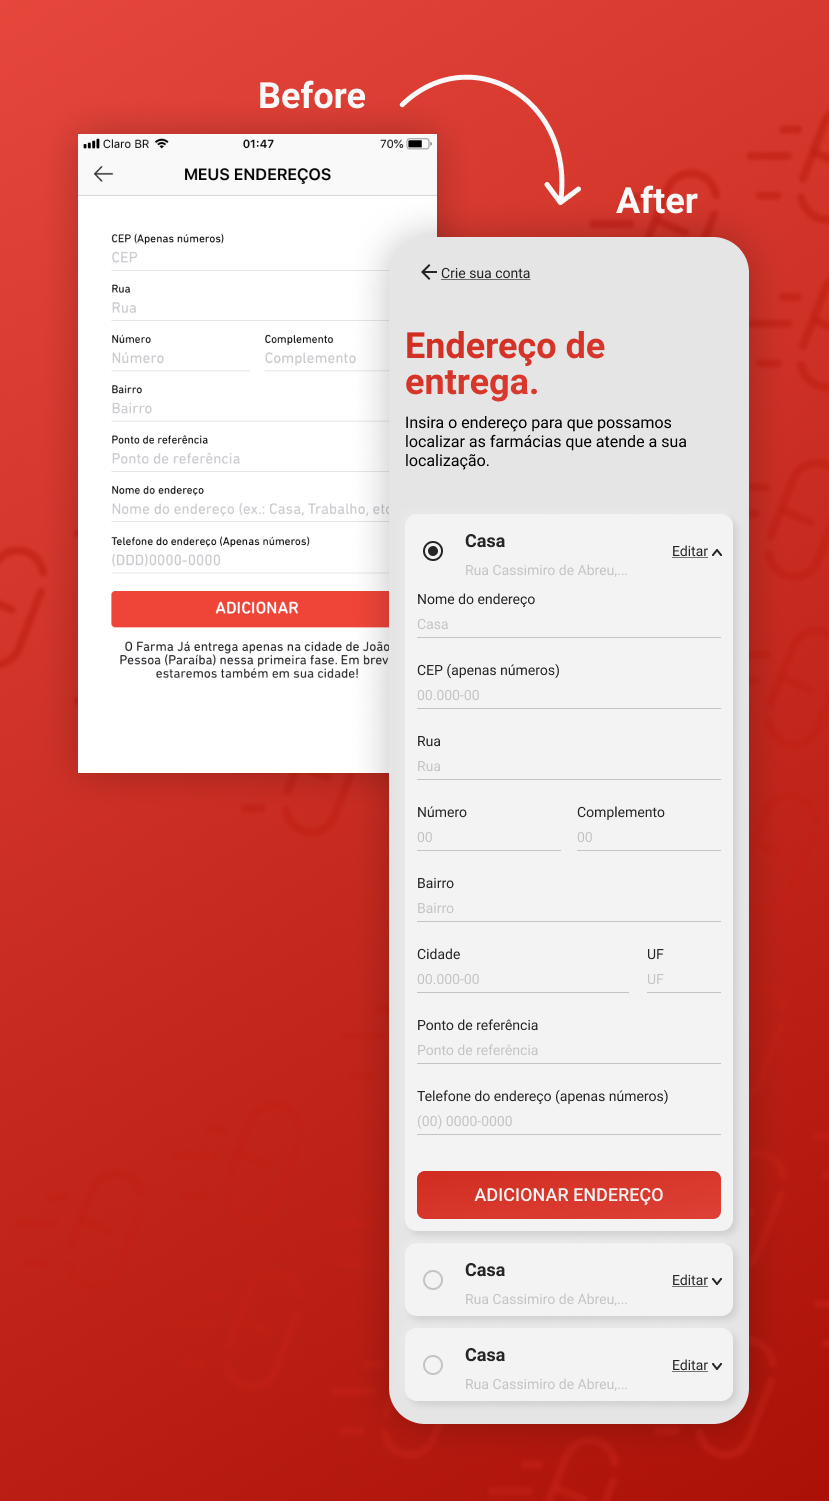 Before
After
Claro BR
01:47
70%
MEUS ENDEREÇOS
CEP (Apenas números)
CEP
Rua
Rua
Número
Complemento
Número
Complemento
Bairro
Bairro
Ponto de referência
Ponto de referência
Nome do endereço
Nome do endereço (ex.: Casa, Trabalho, etc
Telefone do endereço (Apenas números)
(DDD)0000-0000
ADICIONAR
O Farma Já entrega apenas na cidade de João
Pessoa (Paraíba) nessa primeira fase. Em brev
estaremos também em sua cidade!
Crie sua conta
Endereço de
entrega.
Insira o endereço para que possamos
localizar as farmácias que atende a sua
localização.
Casa
Editar
Rua Cassimiro de Abreu,...
Nome do endereço
Casa
CEP (apenas números)
00.000-00
Rua
Rua
Número
Complemento
00
00
Bairro
Bairro
Cidade
UF
00.000-00
UF
Ponto de referência
Ponto de referência
Telefone do endereço (apenas números)
(00) 0000-0000
ADICIONAR ENDEREÇO
Casa
Editar
Rua Cassimiro de Abreu,...
Casa
Editar
Rua Cassimiro de Abreu,...